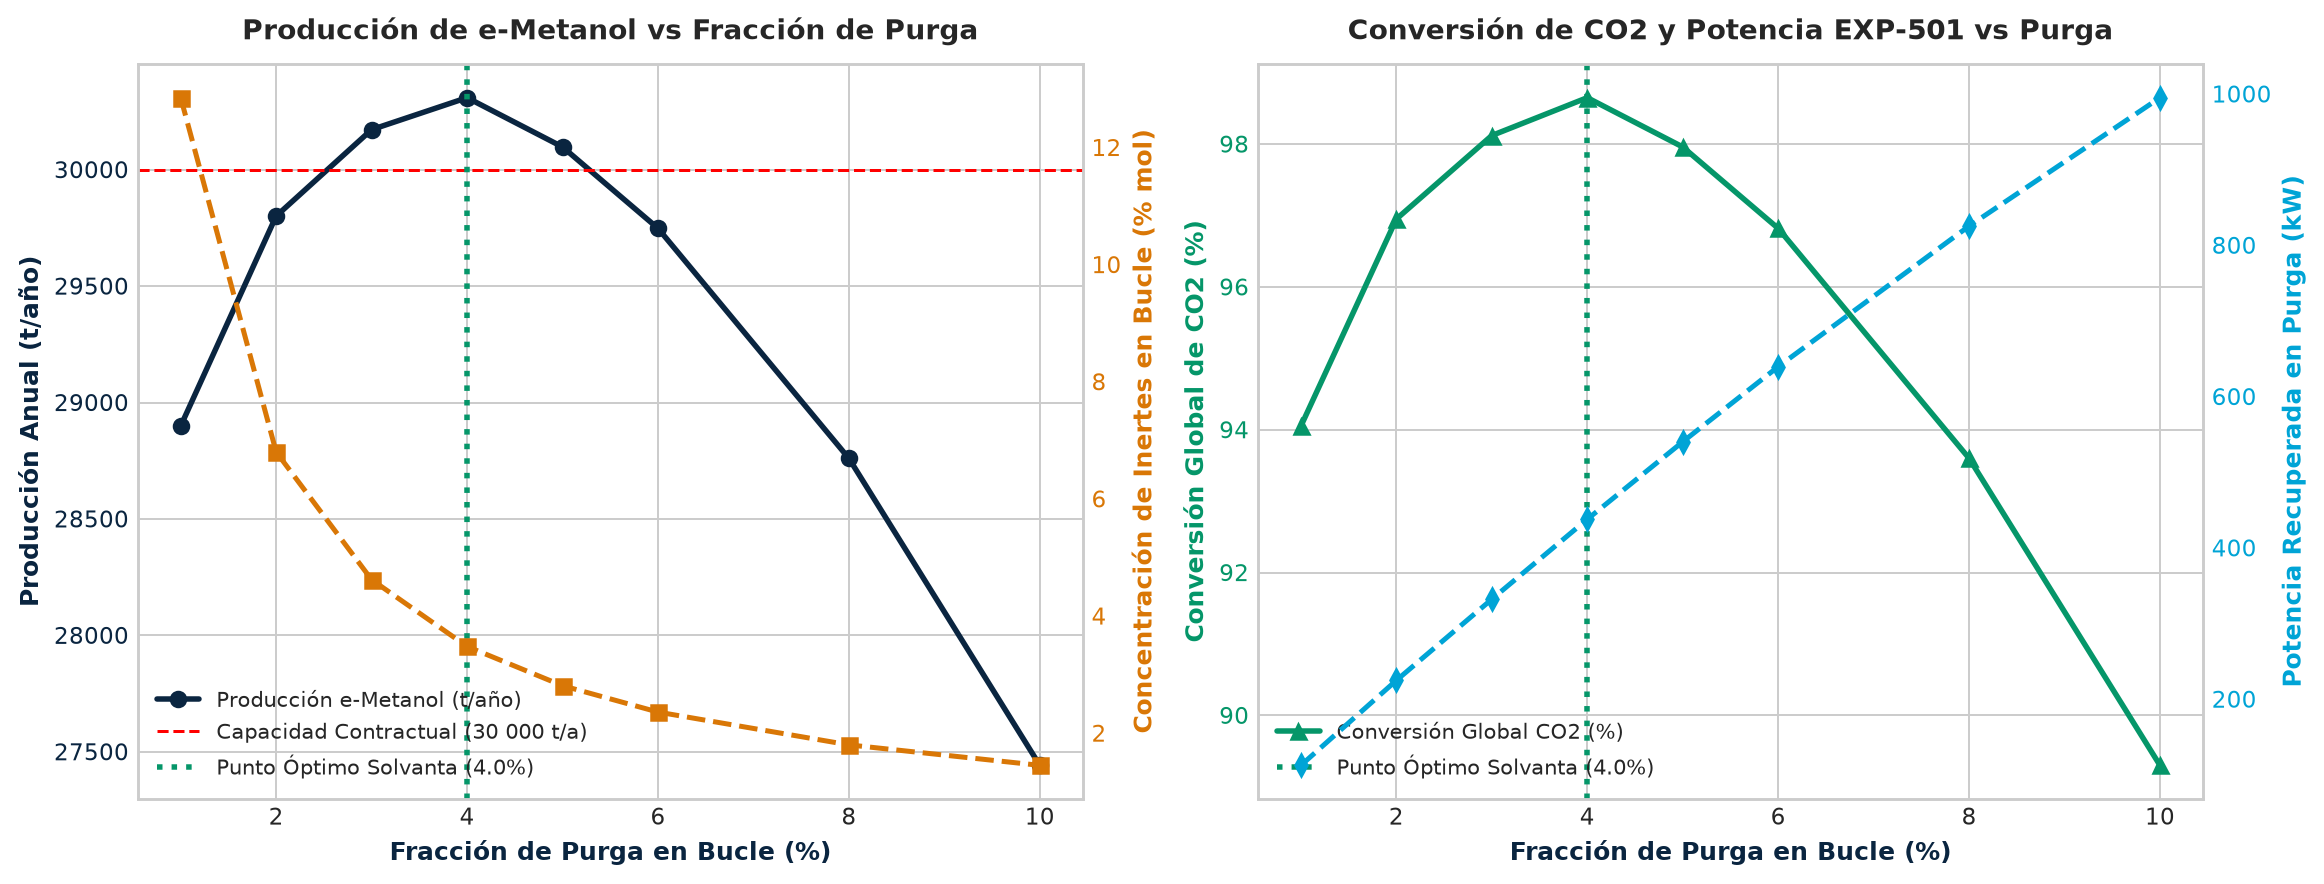 Producción de e-Metanol vs Fracción de Purga
Producción Anual (t/año)
30000
29500
29000
28500
28000
27500
12
10
8
6
4
2
Concentración de Inertes en Bucle (% mol)
Producción e-Metanol (t/año)
Capacidad Contractual (30 000 t/a)
Punto Óptimo Solvanta (4.0%)
2
4
6
8
10
Fracción de Purga en Bucle (%)
Conversión de CO2 y Potencia EXP-501 vs Purga
Conversión Global de CO2 (%)
98
96
94
92
90
1000
800
600
400
200
Potencia Recuperada en Purga (kW)
Conversión Global CO2 (%)
Punto Óptimo Solvanta (4.0%)
2
4
6
8
10
Fracción de Purga en Bucle (%)